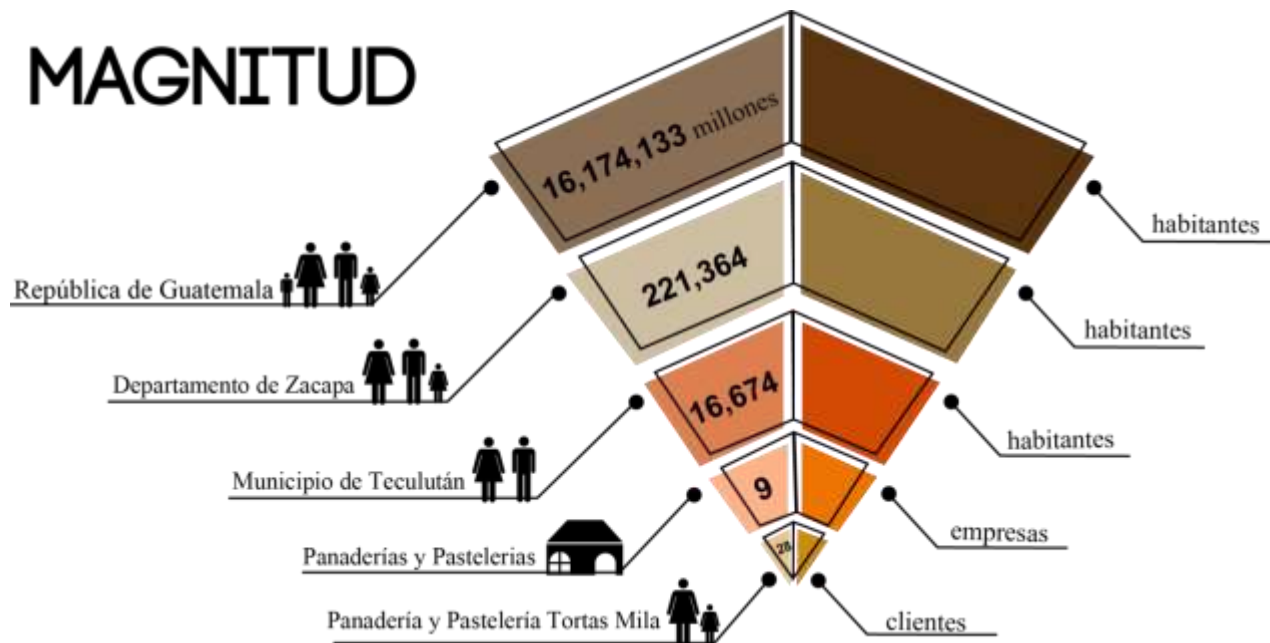 MAGNITUD
16,174,133 millones
habitantes
República de Guatemala
221,364
habitantes
Departamento de Zacapa
16,674
habitantes
Municipio de Teculután
9
empresas
Panaderías y Pastelerias
28
clientes
Panadería y Pastelería Tortas Mila